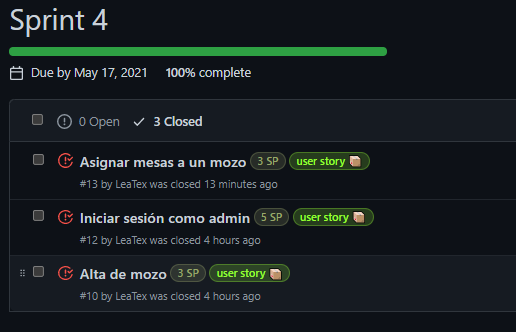 Sprint 4
Due by May 17, 2021 100% complete
0 Open 3 Closed
Asignar mesas a un mozo 3 SP user story
#13 by LeaTex was closed 13 minutes ago
Iniciar sesión como admin 5 SP user story
#12 by LeaTex was closed 4 hours ago
Alta de mozo 3 SP user story
#10 by LeaTex was closed 4 hours ago